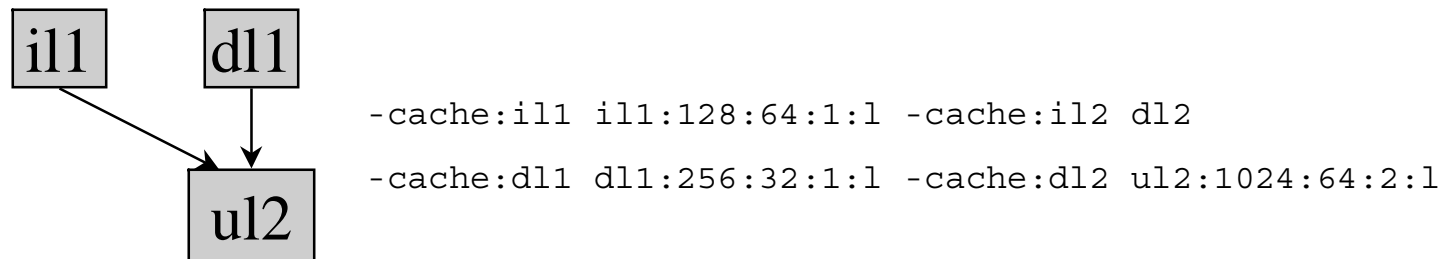 il1 dl1
-cache:il1 il1:128:64:1:l -cache:il2 dl2
-cache:dl1 dl1:256:32:1:l -cache:dl2 ul2:1024:64:2:l
ul2